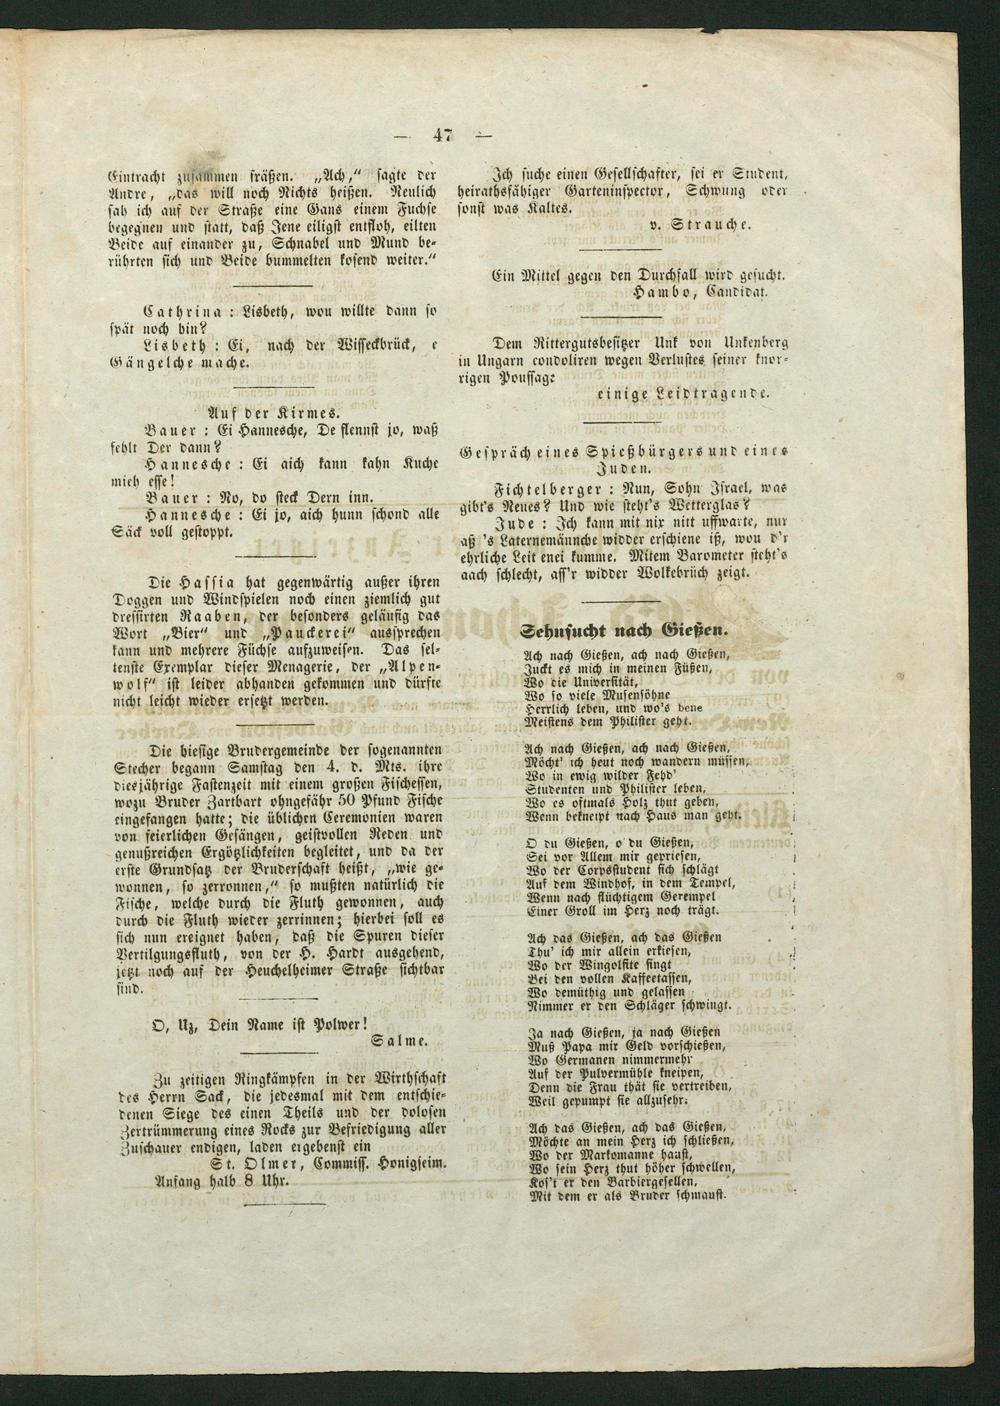 — 47 —
Eintracht zusammen fräßen. „Ach,“ sagte der
Andre, „das will noch Nichts heißen. Neulich
sah ich auf der Straße eine Gans einem Fuchse
begegnen und statt, daß Jene eiligst entfloh, eilten
Beide auf einander zu, Schnabel und Mund be-
rührten sich und Beide bummelten kosend weiter.“
Cathrina: Lisbeth, wou willte dann so
spät noch hin?
Lisbeth: Ei, nach der Wisseckbrück, e
Gängelche mache.
Auf der Kirmes.
Bauer: Ei Hannesche, De flennst jo, waß
fehlt Der dann?
Hannesche: Ei aich kann kahn Kuche
mieh esse!
Bauer: No, do steck Dern inn.
Hannesche: Ei jo, aich hunn schond alle
Säck voll gestoppt.
Die Hassia hat gegenwärtig außer ihren
Doggen und Windspielen noch einen ziemlich gut
dressirten Raaben, der besonders geläufig das
Wort „Bier“ und „Pauckerei“ aussprechen
kann und mehrere Füchse aufzuweisen. Das sel-
tenste Exemplar dieser Menagerie, der „Alpen-
wolf“ ist leider abhanden gekommen und dürfte
nicht leicht wieder ersetzt werden.
Die hiesige Brudergemeinde der sogenannten
Stecher begann Samstag den 4. d. Mts. ihre
diesjährige Fastenzeit mit einem großen Fischessen,
wozu Bruder Zartbart ohngefähr 50 Pfund Fische
eingefangen hatte; die üblichen Ceremonien waren
von feierlichen Gesängen, geistvollen Reden und
genußreichen Ergötzlichkeiten begleitet, und da der
erste Grundsatz der Bruderschaft heißt, „wie ge-
wonnen, so zerronnen,“ so mußten natürlich die
Fische, welche durch die Fluth gewonnen, auch
durch die Fluth wieder zerrinnen; hierbei soll es
sich nun ereignet haben, daß die Spuren dieser
Vertilgungsfluth, von der H. Hardt ausgehend,
jetzt noch auf der Heuchelheimer Straße sichtbar
sind.
O, Uz, Dein Name ist Polwer!
Salme.
Zu zeitigen Ringkämpfen in der Wirthschaft
des Herrn Sack, die jedesmal mit dem entschie-
denen Siege des einen Theils und der dolosen
Zertrümmerung eines Rocks zur Befriedigung aller
Zuschauer endigen, laden ergebenst ein
St. Olmer, Commiss. Honigseim.
Anfang halb 8 Uhr.
Ich suche einen Gesellschafter, sei er Student,
heirathsfähiger Garteninspector, Schwung oder
sonst was Kaltes.
v. Strauche.
Ein Mittel gegen den Durchfall wird gesucht.
Hambo, Candidat.
Dem Rittergutsbesitzer Unk von Unkenberg
in Ungarn condoliren wegen Verlustes seiner knor-
rigen Poussage
einige Leidtragende.
Gespräch eines Spießbürgers und eines
Juden.
Fichtelberger: Nun, Sohn Israel, was
gibt's Neues? Und wie steht's Wetterglas?
Jude: Ich kann mit nix nitt uffwarte, nur
aß 's Laternemännche widder erschiene iß, wou d'r
ehrliche Leit enei kumme. Mitem Barometer steht's
aach schlecht, aff'r widder Wolkebrüch zeigt.
Sehnsucht nach Gießen.
Ach nach Gießen, ach nach Gießen,
Juckt es mich in meinen Füßen,
Wo die Universität,
Wo so viele Musensöhne
Herrlich leben, und wo's bene
Meistens dem Philister geht.
Ach nach Gießen, ach nach Gießen,
Möcht' ich heut noch wandern müssen,
Wo in ewig wilder Fehd'
Studenten und Philister leben,
Wo es oftmals Holz thut geben,
Wenn bekneipt nach Haus man geht.
O du Gießen, o du Gießen,
Sei vor Allem mir gepriesen,
Wo der Corpsstudent sich schlägt
Auf dem Windhof, in dem Tempel,
Wenn nach flüchtigem Gerempel
Einer Groll im Herz noch trägt.
Ach das Gießen, ach das Gießen
Thu' ich mir allein erkiesen,
Wo der Wingolfite singt
Bei den vollen Kaffeetassen,
Wo demüthig und gelassen
Nimmer er den Schläger schwingt.
Ja nach Gießen, ja nach Gießen
Muß Papa mir Geld vorschießen,
Wo Germanen nimmermehr
Auf der Pulvermühle kneipen,
Denn die Frau thät sie vertreiben,
Weil gepumpt sie allzusehr.
Ach das Gießen, ach das Gießen,
Möchte an mein Herz ich schließen,
Wo der Markomanne haust,
Wo sein Herz thut höher schwellen,
Kos't er den Barbiergesellen,
Mit dem er als Bruder schmaust.